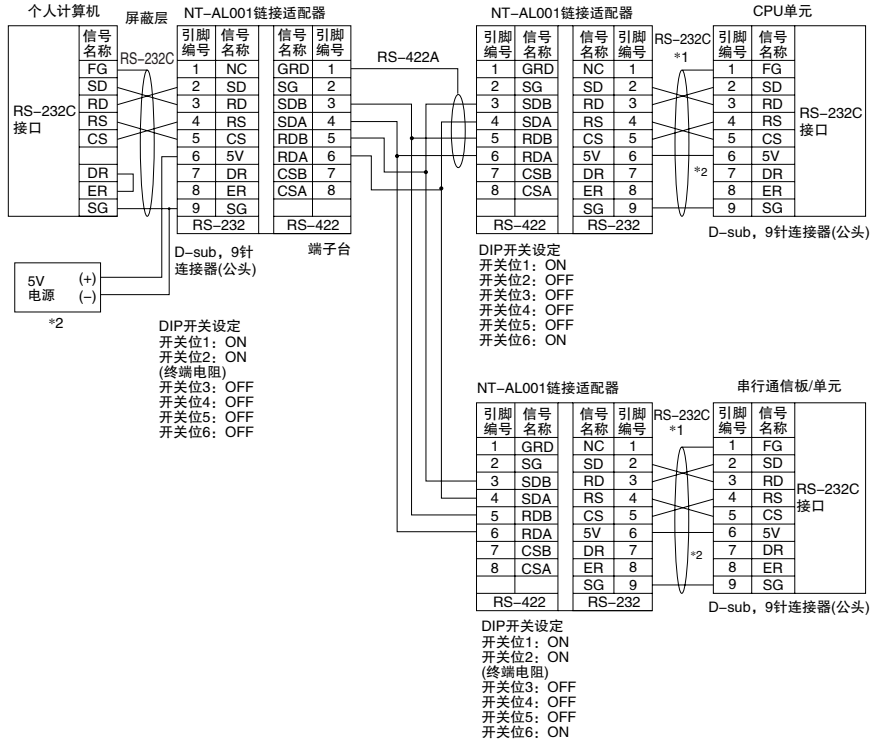 个人计算机
屏蔽层
NT-AL001链接适配器
RS-232C
接口
信号
名称
FG
SD
RD
RS
CS
DR
ER
SG
RS-232C
引脚 信号
编号 名称
1 NC
2 SD
3 RD
4 RS
5 CS
6 5V
7 DR
8 ER
9 SG
RS-232
信号 引脚
名称 编号
GRD 1
SG 2
SDB 3
SDA 4
RDB 5
RDA 6
CSB 7
CSA 8
RS-422
端子台
D-sub，9针
连接器(公头)
5V
电源
(+)
(-)
*2
DIP开关设定
开关位1：ON
开关位2：ON
(终端电阻)
开关位3：OFF
开关位4：OFF
开关位5：OFF
开关位6：OFF
RS-422A
NT-AL001链接适配器
引脚 信号
编号 名称
1 GRD
2 SG
3 SDB
4 SDA
5 RDB
6 RDA
7 CSB
8 CSA
RS-422
信号 引脚
名称 编号
NC 1
SD 2
RD 3
RS 4
CS 5
5V 6
DR 7
ER 8
SG 9
RS-232
RS-232C
*1
*2
CPU单元
引脚 信号
编号 名称
1 FG
2 SD
3 RD
4 RS
5 CS
6 5V
7 DR
8 ER
9 SG
RS-232C
接口
D-sub，9针连接器(公头)
DIP开关设定
开关位1：ON
开关位2：OFF
开关位3：OFF
开关位4：OFF
开关位5：OFF
开关位6：ON
NT-AL001链接适配器
引脚 信号
编号 名称
1 GRD
2 SG
3 SDB
4 SDA
5 RDB
6 RDA
7 CSB
8 CSA
RS-422
信号 引脚
名称 编号
NC 1
SD 2
RD 3
RS 4
CS 5
5V 6
DR 7
ER 8
SG 9
RS-232
RS-232C
*1
*2
串行通信板/单元
引脚 信号
编号 名称
1 FG
2 SD
3 RD
4 RS
5 CS
6 5V
7 DR
8 ER
9 SG
RS-232C
接口
D-sub，9针连接器(公头)
DIP开关设定
开关位1：ON
开关位2：ON
(终端电阻)
开关位3：OFF
开关位4：OFF
开关位5：OFF
开关位6：ON